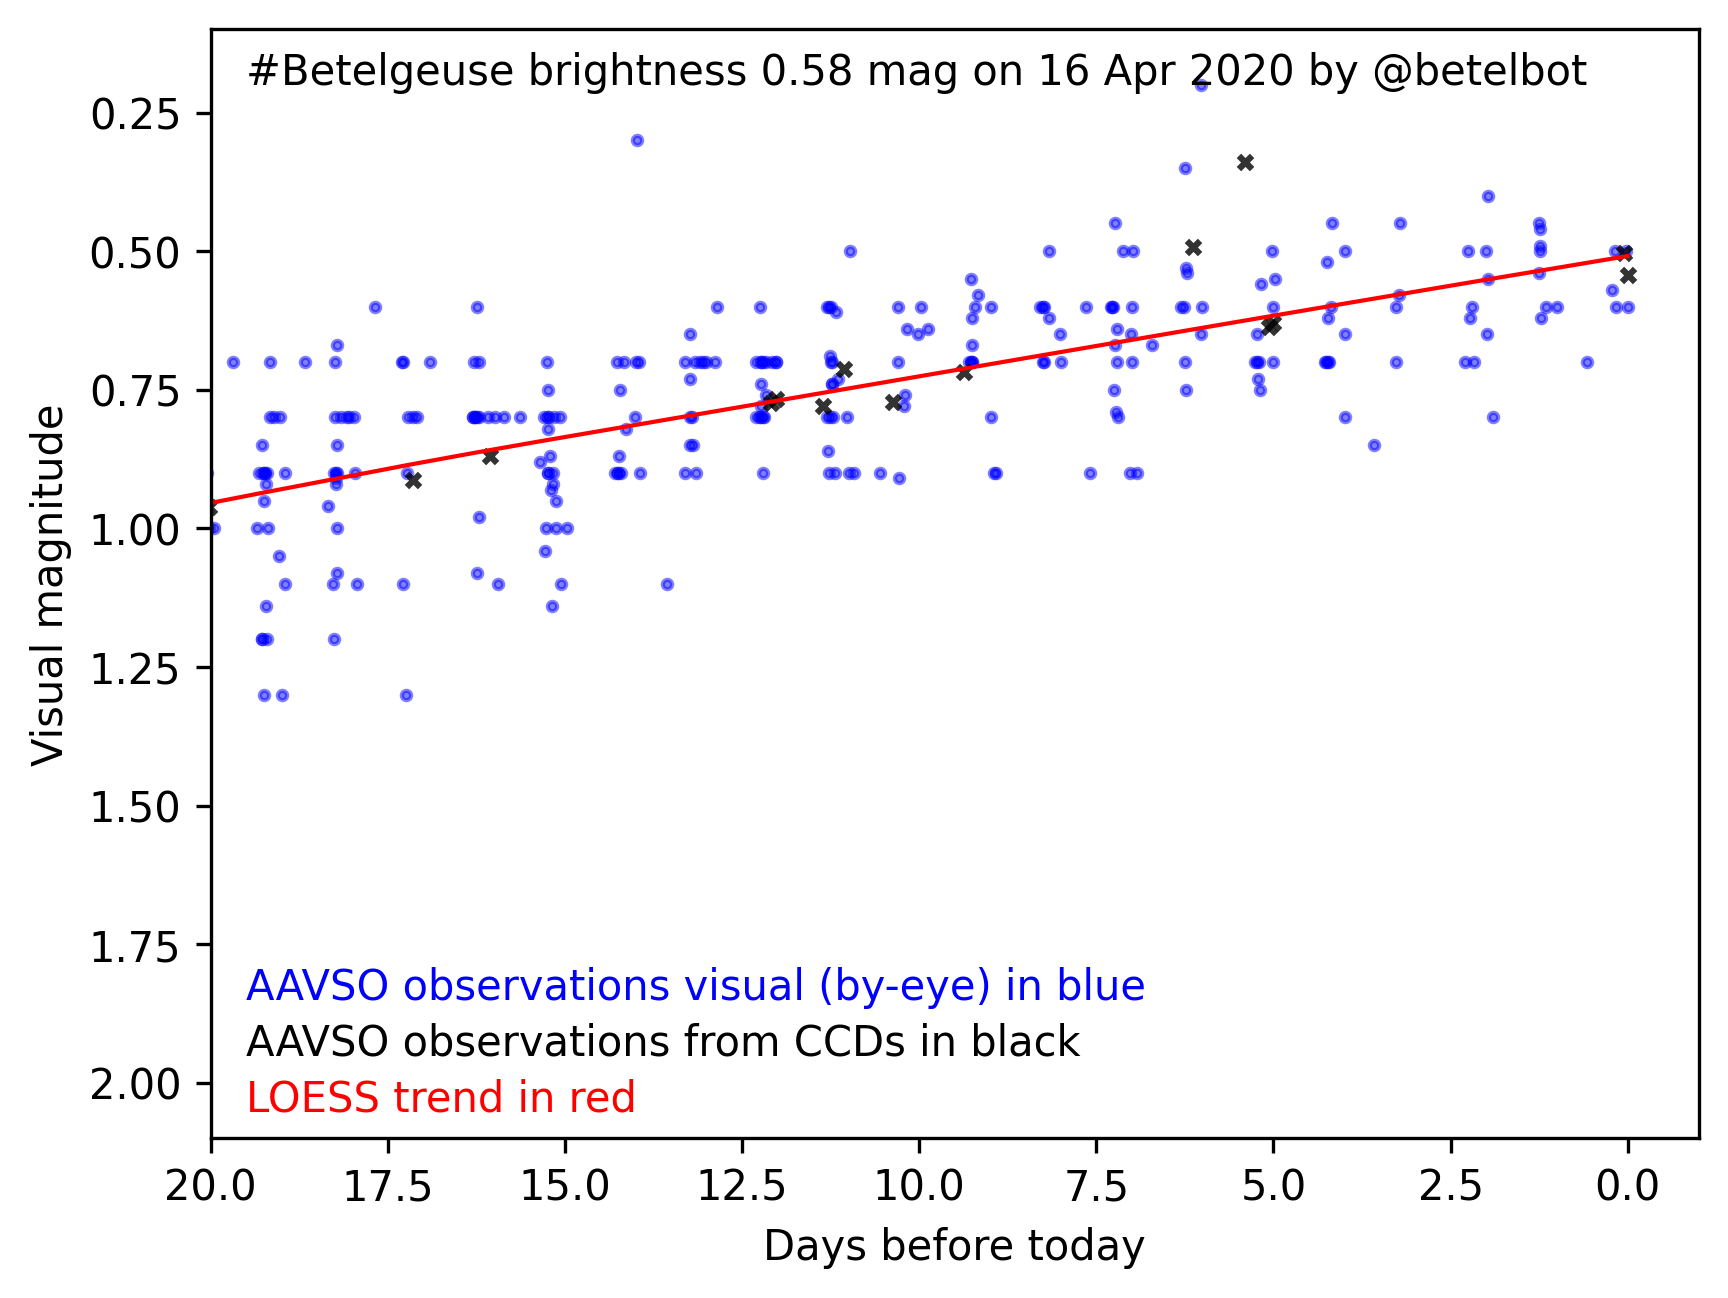 #Betelgeuse brightness 0.58 mag on 16 Apr 2020 by @betelbot
0.25
0.50
0.75
1.00
1.25
1.50
1.75
2.00
Visual magnitude
AAVSO observations visual (by-eye) in blue
AAVSO observations from CCDs in black
LOESS trend in red
20.0 17.5 15.0 12.5 10.0 7.5 5.0 2.5 0.0
Days before today